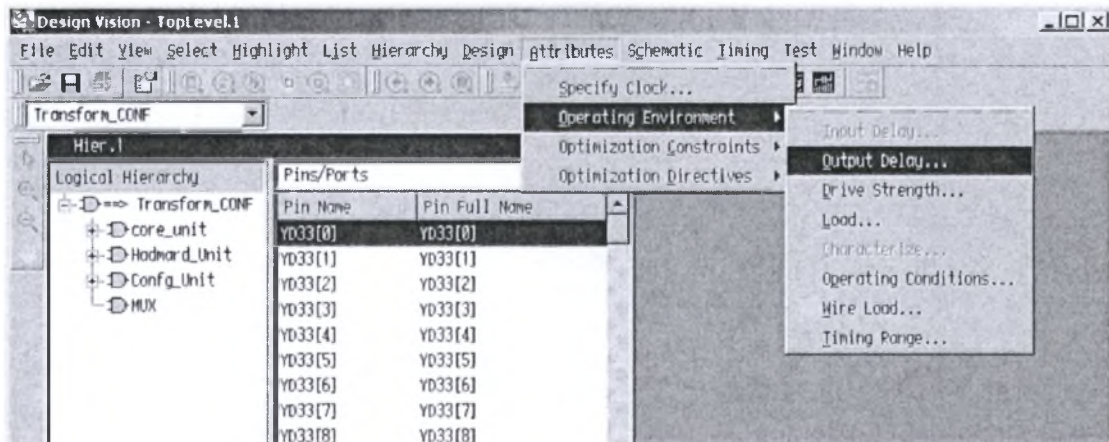 Design Vision - TopLevel.1
File Edit View Select Highlight List Hierarchy Design Attributes Schematic Timing Test Window Help
Specify Clock...
Transform_CONF
Operating Environment
Input Delay...
Hier.1
Optimization Constraints
Output Delay...
Logical Hierarchy
Pins/Ports
Optimization Directives
Drive Strength...
Transform_CONF
Pin Name Pin Full Name
Load...
core_unit
YD33[0] YD33[0]
Characterize...
Hadmard_Unit
YD33[1] YD33[1]
Operating Conditions...
Confg_Unit
YD33[2] YD33[2]
Wire Load...
MUX
YD33[3] YD33[3]
Timing Range...
YD33[4] YD33[4]
YD33[5] YD33[5]
YD33[6] YD33[6]
YD33[7] YD33[7]
YD33[8] YD33[8]